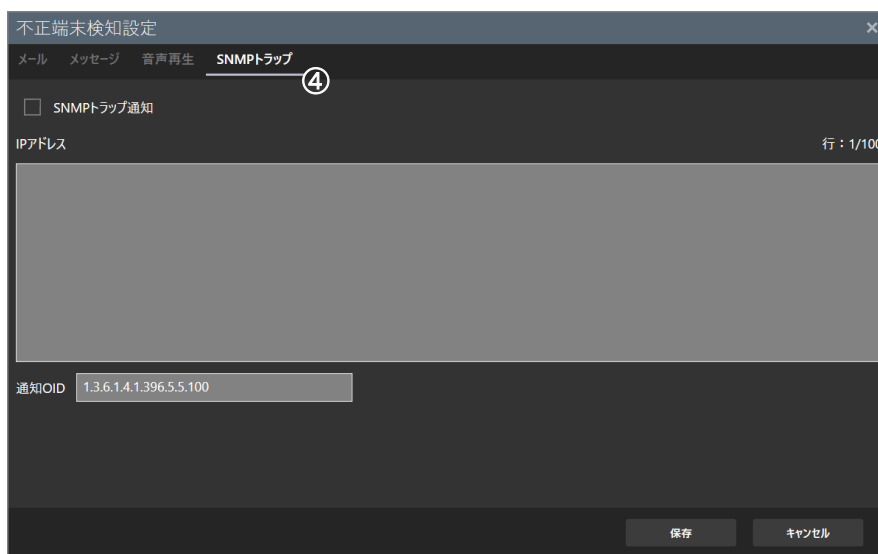 不正端末検知設定 ×
メール メッセージ 音声再生 SNMPトラップ
④
SNMPトラップ通知
IPアドレス 行：1/100
通知OID 1.3.6.1.4.1.396.5.5.100
保存 キャンセル